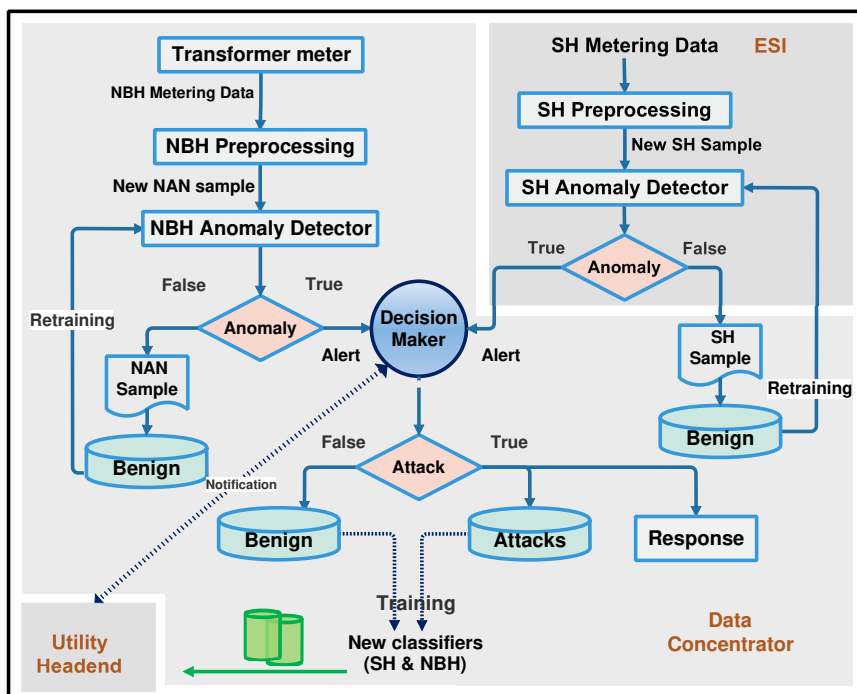 Transformer meter
NBH Metering Data
NBH Preprocessing
New NAN sample
NBH Anomaly Detector
False
True
Anomaly
Retraining
NAN
Sample
Benign
Alert
Decision
Maker
SH Metering Data
ESI
SH Preprocessing
New SH Sample
SH Anomaly Detector
True
False
Anomaly
Alert
SH
Sample
Retraining
Benign
False
True
Attack
Notification
Benign
Attacks
Response
Training
New classifiers
(SH & NBH)
Utility
Headend
Data
Concentrator